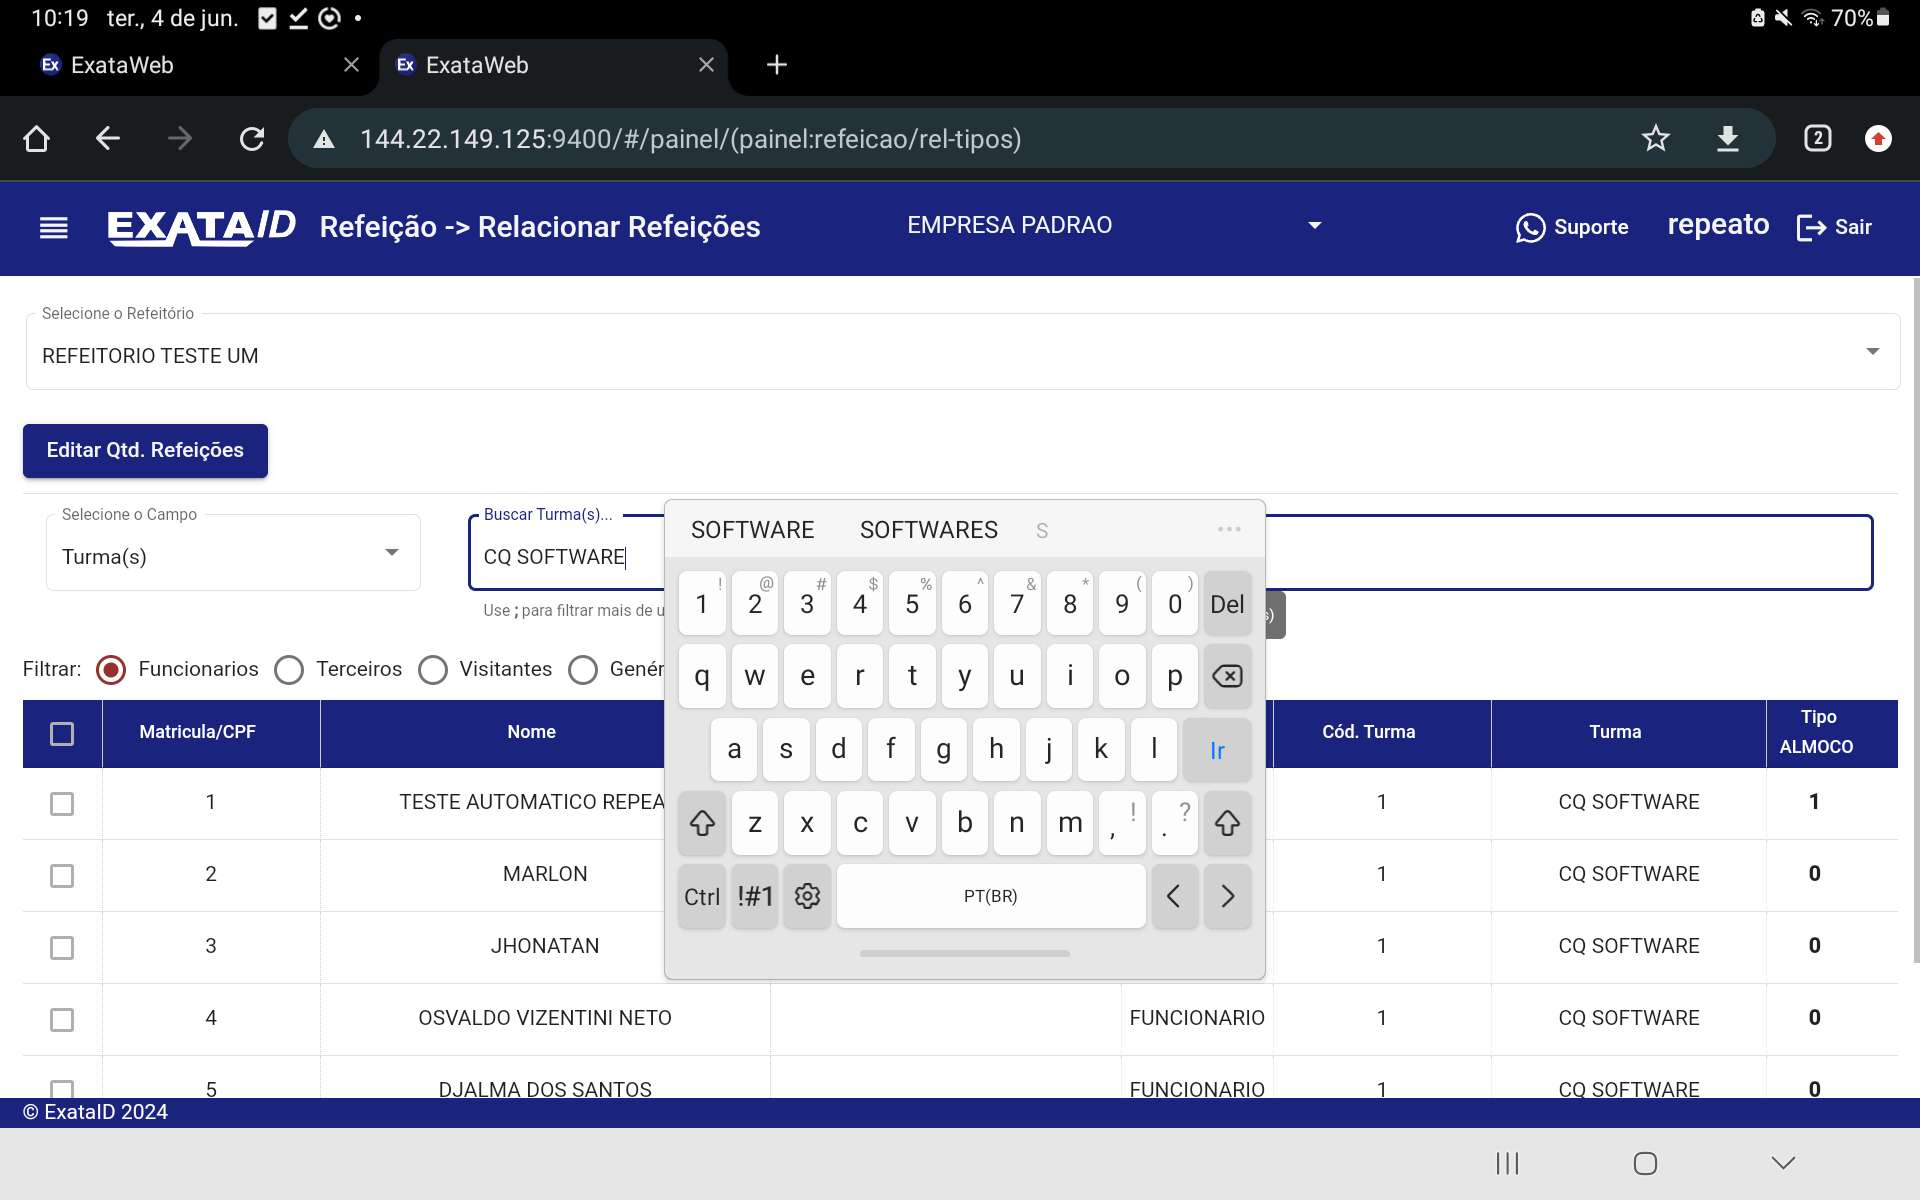 10:19 ter., 4 de jun. 70%
Ex ExataWeb
Ex ExataWeb
144.22.149.125:9400/#/painel/(painel:refeicao/rel-tipos) 2
EXATAID Refeição -> Relacionar Refeições EMPRESA PADRAO Suporte repeato Sair
Selecione o Refeitório
REFEITORIO TESTE UM
Editar Qtd. Refeições
Selecione o Campo
Turma(s)
Buscar Turma(s)...
CQ SOFTWARE
Use ; para filtrar mais de u
s)
SOFTWARE SOFTWARES S ...
! @ # $ % ^ & * ( )
1 2 3 4 5 6 7 8 9 0 Del
q w e r t y u i o p
a s d f g h j k l Ir
z x c v b n m , ! . ?
Ctrl !#1 PT(BR) < >
Filtrar: Funcionarios Terceiros Visitantes Genér
Matricula/CPF Nome Cód. Turma Turma Tipo
ALMOCO
1 TESTE AUTOMATICO REPEA 1 CQ SOFTWARE 1
2 MARLON 1 CQ SOFTWARE 0
3 JHONATAN 1 CQ SOFTWARE 0
4 OSVALDO VIZENTINI NETO FUNCIONARIO 1 CQ SOFTWARE 0
5 DJALMA DOS SANTOS FUNCIONARIO 1 CQ SOFTWARE 0
© ExataID 2024